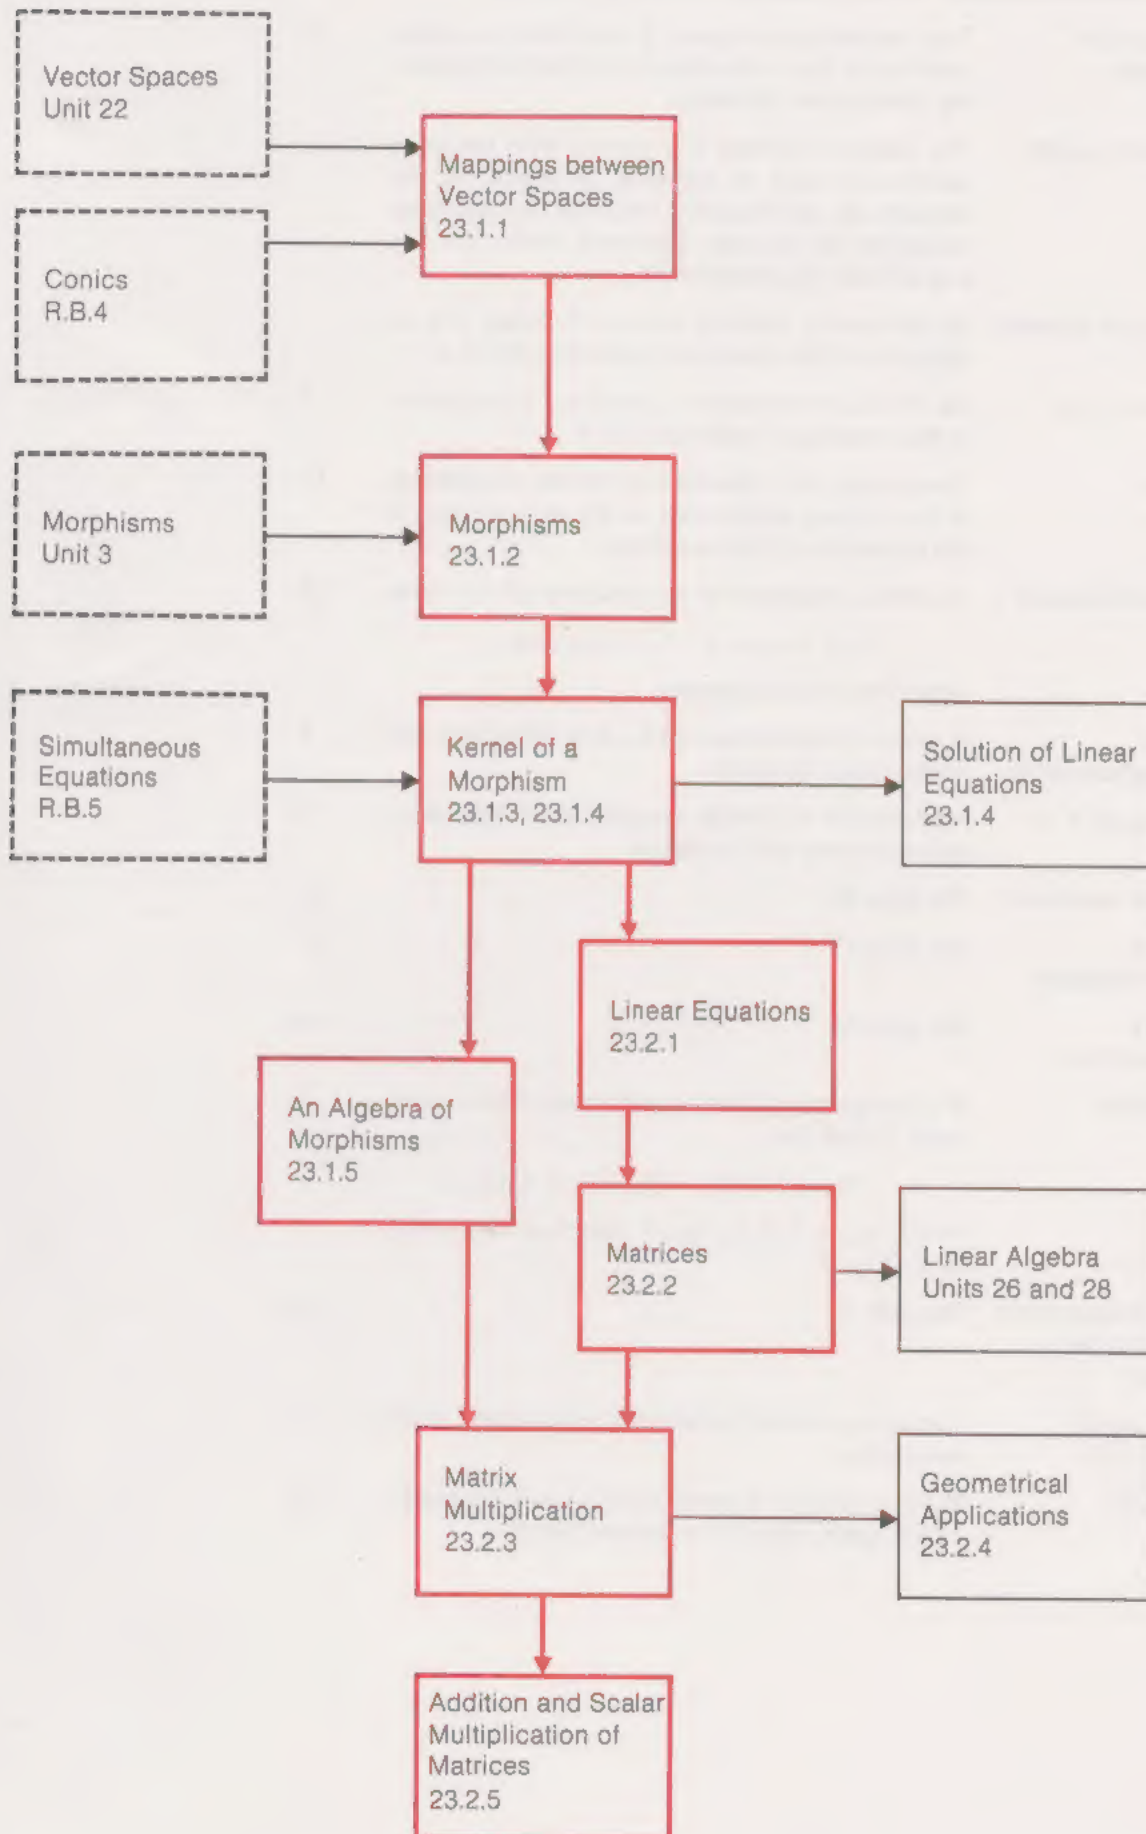 Vector Spaces
Unit 22
Mappings between
Vector Spaces
23.1.1
Conics
R.B.4
Morphisms
Unit 3
Morphisms
23.1.2
Simultaneous
Equations
R.B.5
Kernel of a
Morphism
23.1.3, 23.1.4
Solution of Linear
Equations
23.1.4
Linear Equations
23.2.1
An Algebra of
Morphisms
23.1.5
Matrices
23.2.2
Linear Algebra
Units 26 and 28
Matrix
Multiplication
23.2.3
Geometrical
Applications
23.2.4
Addition and Scalar
Multiplication of
Matrices
23.2.5